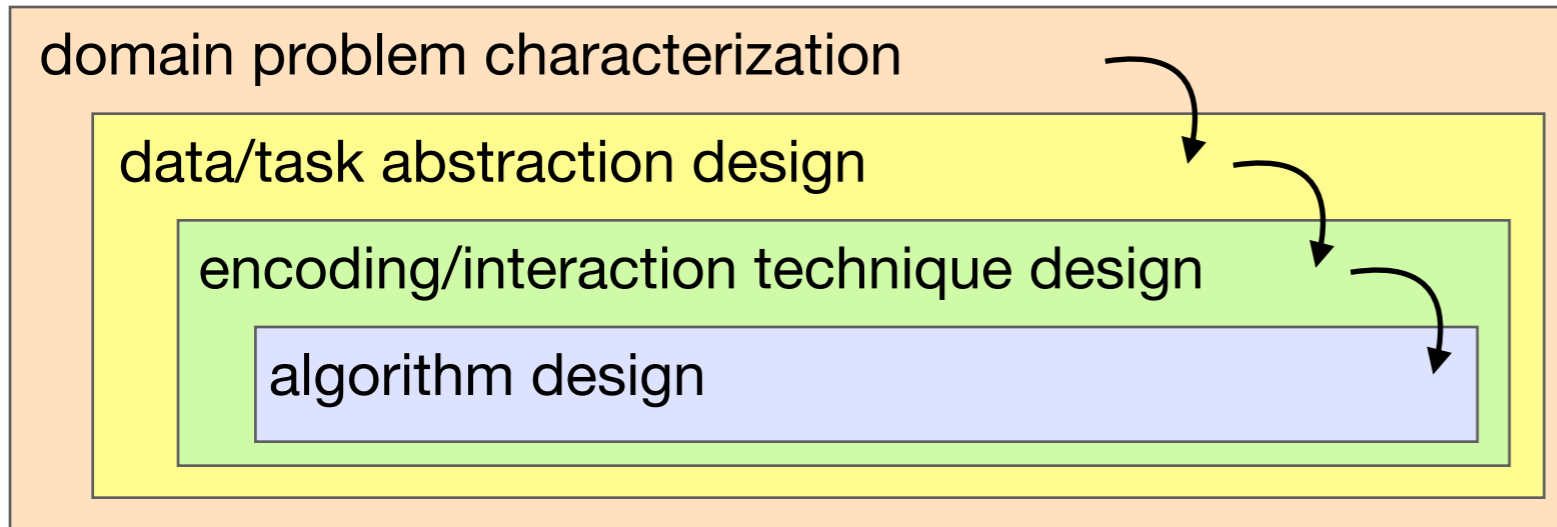 domain problem characterization
data/task abstraction design
encoding/interaction technique design
algorithm design